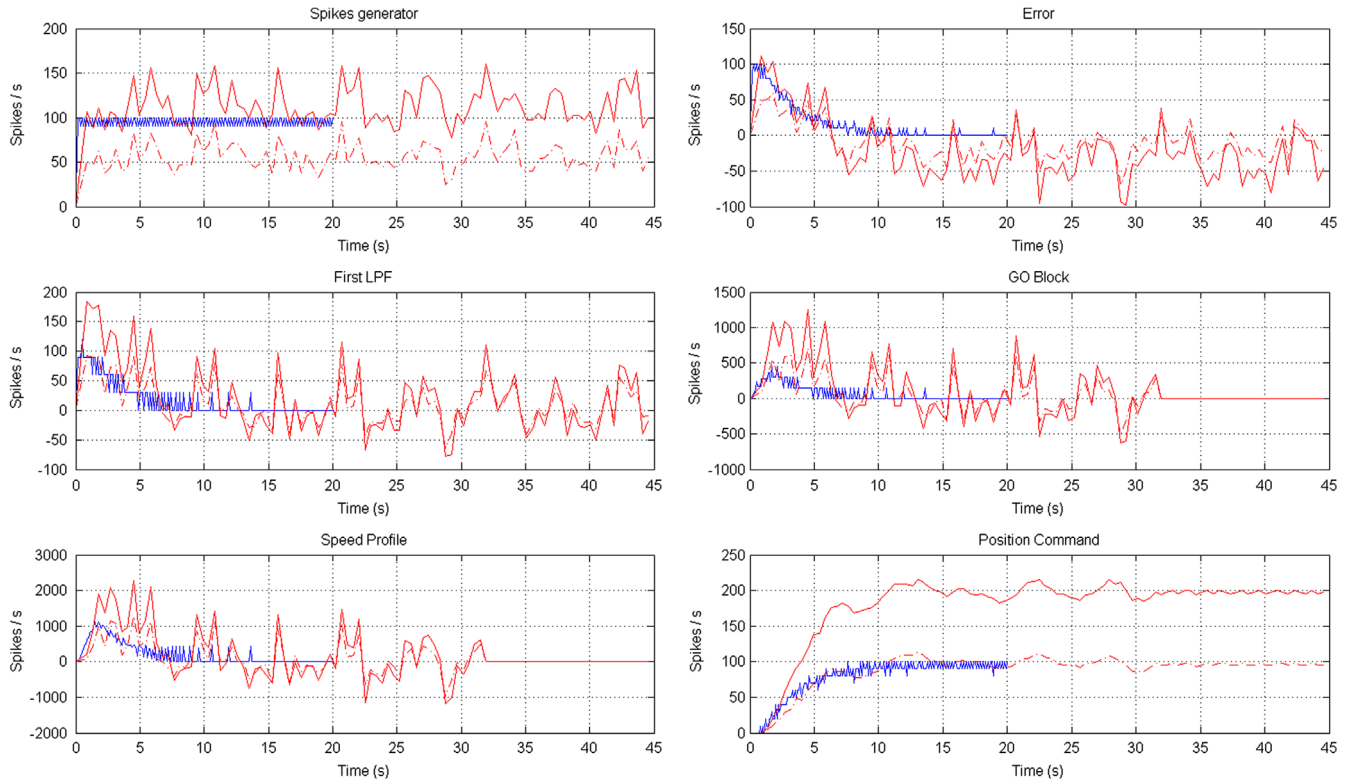 Spikes generator
Spikes / s
200
150
100
50
0
0 5 10 15 20 25 30 35 40 45
Time (s)
Error
Spikes / s
150
100
50
0
-50
-100
0 5 10 15 20 25 30 35 40 45
Time (s)
First LPF
Spikes / s
200
150
100
50
0
-50
-100
0 5 10 15 20 25 30 35 40 45
Time (s)
GO Block
Spikes / s
1500
1000
500
0
-500
-1000
0 5 10 15 20 25 30 35 40 45
Time (s)
Speed Profile
Spikes / s
3000
2000
1000
0
-1000
-2000
0 5 10 15 20 25 30 35 40 45
Time (s)
Position Command
Spikes / s
250
200
150
100
50
0
0 5 10 15 20 25 30 35 40 45
Time (s)